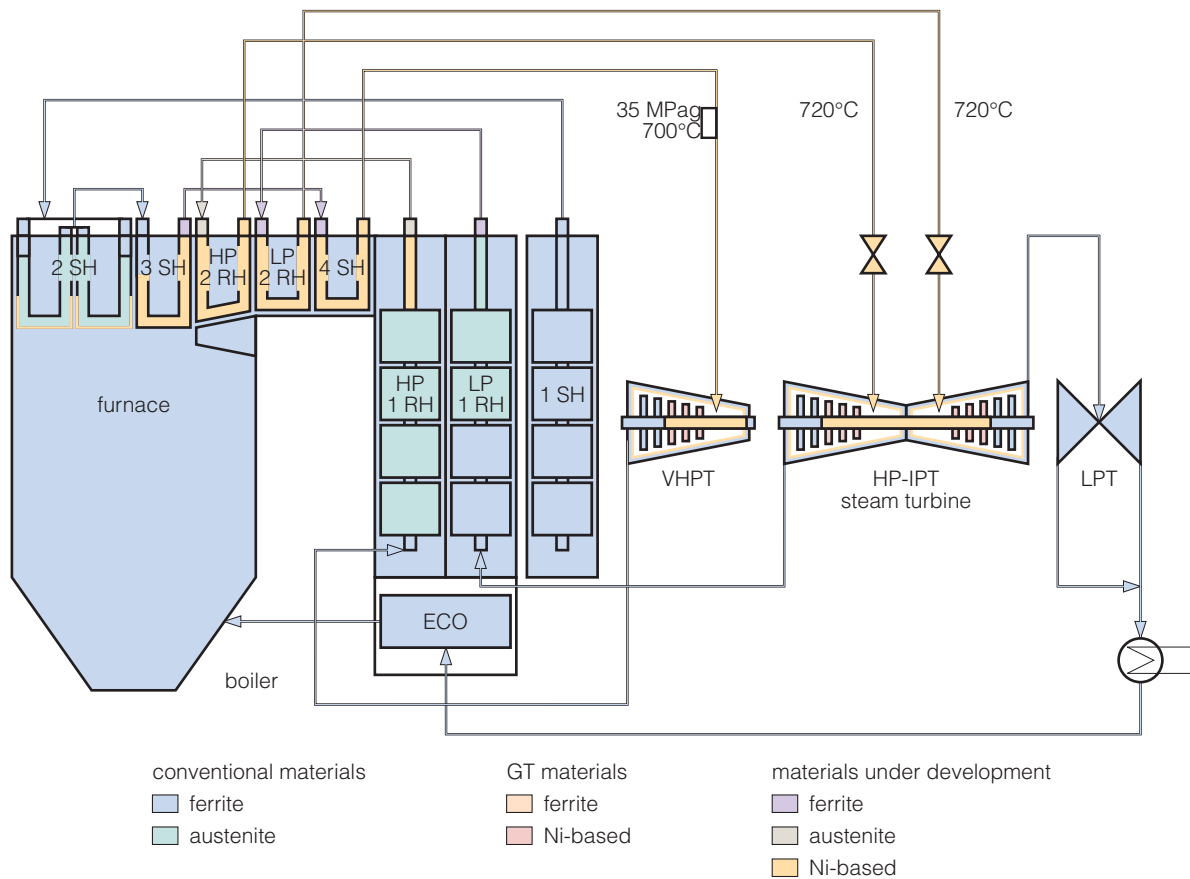 35 MPag
700°C
720°C
720°C
2 SH
3 SH
HP
2 RH
LP
2 RH
4 SH
furnace
HP
1 RH
LP
1 RH
1 SH
VHPT
HP-IPT
steam turbine
LPT
ECO
boiler
conventional materials
ferrite
austenite
GT materials
ferrite
Ni-based
materials under development
ferrite
austenite
Ni-based